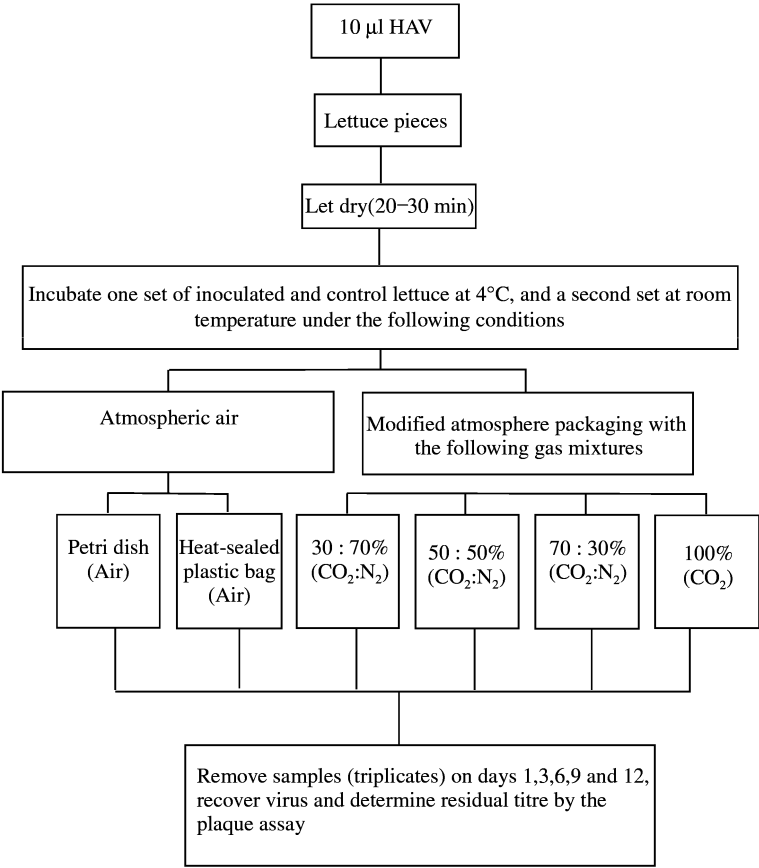 10 µl HAV
Lettuce pieces
Let dry(20−30 min)
Incubate one set of inoculated and control lettuce at 4°C, and a second set at room
temperature under the following conditions
Atmospheric air
Modified atmosphere packaging with
the following gas mixtures
Petri dish
(Air)
Heat-sealed
plastic bag
(Air)
30 : 70%
(CO₂:N₂)
50 : 50%
(CO₂:N₂)
70 : 30%
(CO₂:N₂)
100%
(CO₂)
Remove samples (triplicates) on days 1,3,6,9 and 12,
recover virus and determine residual titre by the
plaque assay